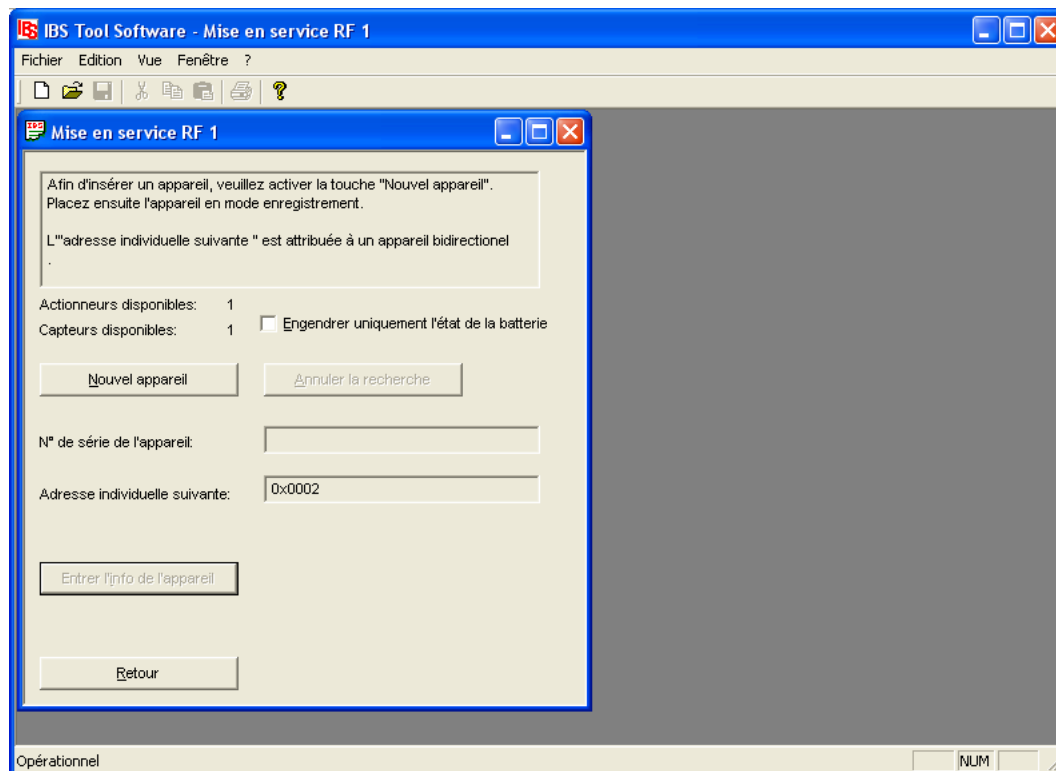 IBS Tool Software - Mise en service RF 1
Fichier Edition Vue Fenêtre ?
Mise en service RF 1
Afin d'insérer un appareil, veuillez activer la touche "Nouvel appareil".
Placez ensuite l'appareil en mode enregistrement.
L'"adresse individuelle suivante " est attribuée à un appareil bidirectionel
.
Actionneurs disponibles: 1
Capteurs disponibles: 1
Engendrer uniquement l'état de la batterie
Nouvel appareil
Annuler la recherche
N° de série de l'appareil:
Adresse individuelle suivante: 0x0002
Entrer l'info de l'appareil
Retour
Opérationnel
NUM